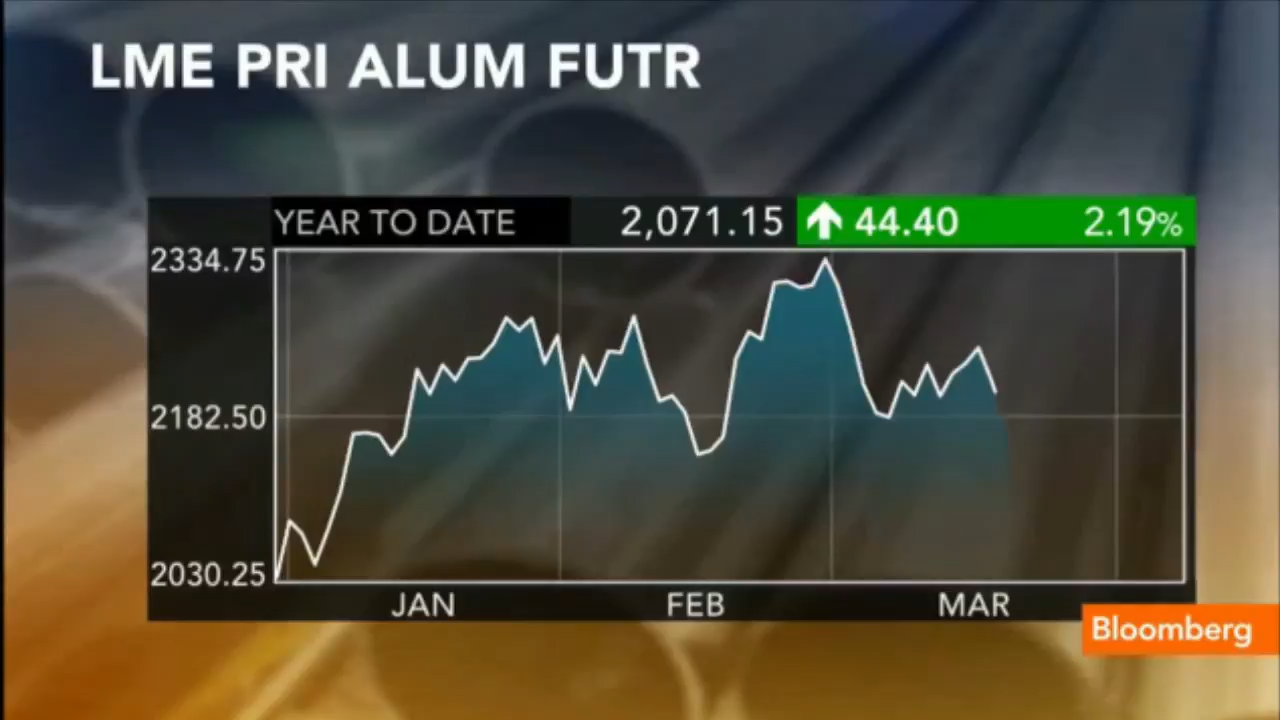 LME PRI ALUM FUTR
YEAR TO DATE 2,071.15 44.40 2.19%
2334.75
2182.50
2030.25
JAN FEB MAR
Bloomberg